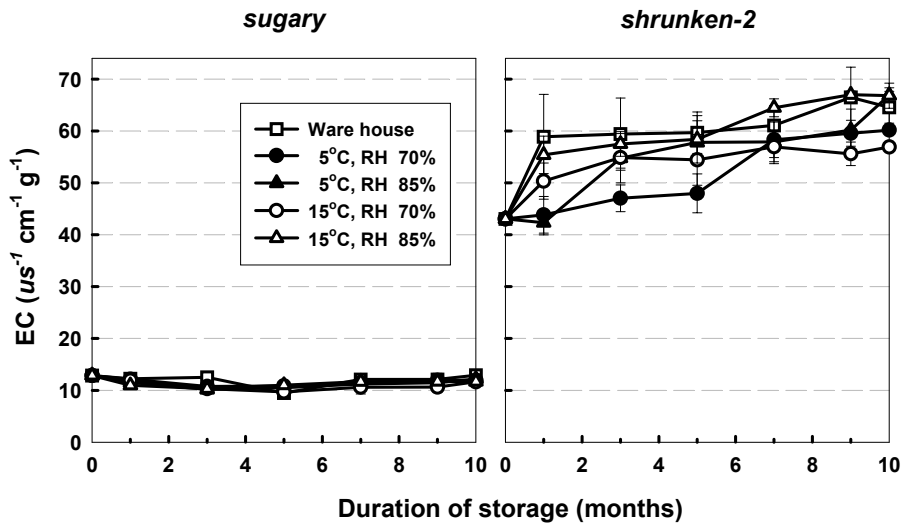 sugary
shrunken-2
70
60
50
40
30
20
10
0
EC (us⁻¹ cm⁻¹ g⁻¹)
Ware house
5°C, RH 70%
5°C, RH 85%
15°C, RH 70%
15°C, RH 85%
0 2 4 6 8 10
0 2 4 6 8 10
Duration of storage (months)